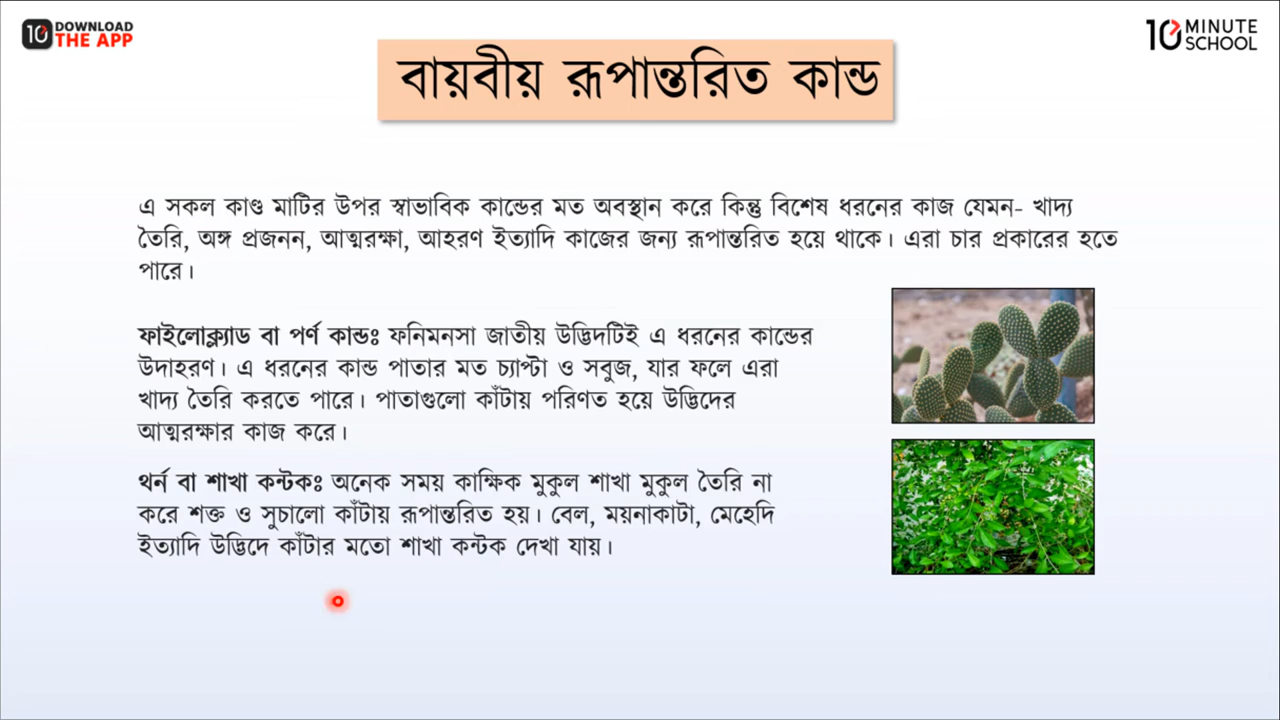 10 DOWNLOAD
THE APP
10 MINUTE
SCHOOL
বায়বীয় রূপান্তরিত কান্ড
এ সকল কাণ্ড মাটির উপর স্বাভাবিক কান্ডের মত অবস্থান করে কিন্তু বিশেষ ধরনের কাজ যেমন- খাদ্য
তৈরি, অঙ্গ প্রজনন, আত্মরক্ষা, আহরণ ইত্যাদি কাজের জন্য রূপান্তরিত হয়ে থাকে। এরা চার প্রকারের হতে
পারে।
ফাইলোক্ল্যাড বা পর্ণ কান্ডঃ ফনিমনসা জাতীয় উদ্ভিদটিই এ ধরনের কান্ডের
উদাহরণ। এ ধরনের কান্ড পাতার মত চ্যাপ্টা ও সবুজ, যার ফলে এরা
খাদ্য তৈরি করতে পারে। পাতাগুলো কাঁটায় পরিণত হয়ে উদ্ভিদের
আত্মরক্ষার কাজ করে।
থর্ন বা শাখা কন্টকঃ অনেক সময় কাক্ষিক মুকুল শাখা মুকুল তৈরি না
করে শক্ত ও সুচালো কাঁটায় রূপান্তরিত হয়। বেল, ময়নাকাটা, মেহেদি
ইত্যাদি উদ্ভিদে কাঁটার মতো শাখা কন্টক দেখা যায়।